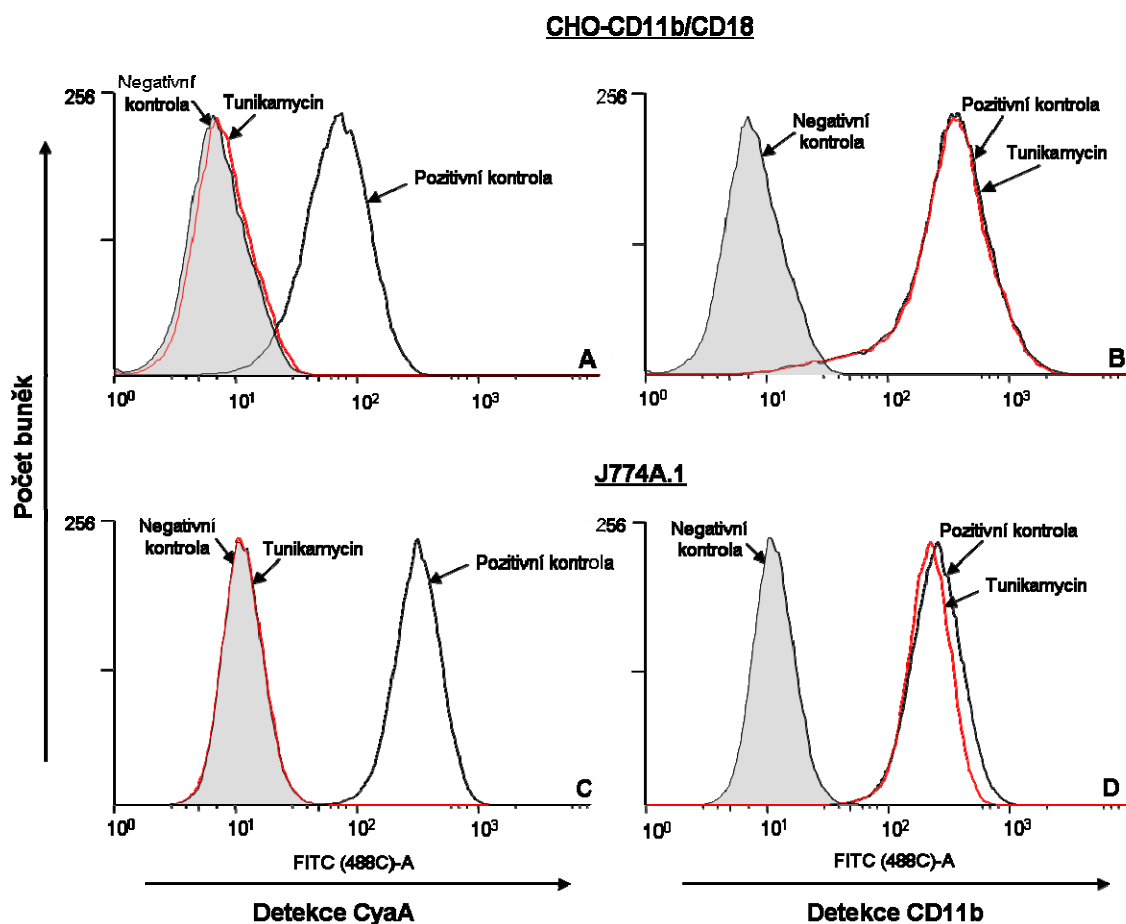 CHO-CD11b/CD18
Negativní
kontrola
Tunikamycin
Pozitivní kontrola
256
A
10⁰ 10¹ 10² 10³
256
Negativní
kontrola
Pozitivní kontrola
Tunikamycin
B
10⁰ 10¹ 10² 10³
Počet buněk
J774A.1
256
Negativní
kontrola
Tunikamycin
Pozitivní kontrola
C
10⁰ 10¹ 10² 10³
FITC (488C)-A
Detekce CyaA
256
Negativní
kontrola
Pozitivní kontrola
Tunikamycin
D
10⁰ 10¹ 10² 10³
FITC (488C)-A
Detekce CD11b